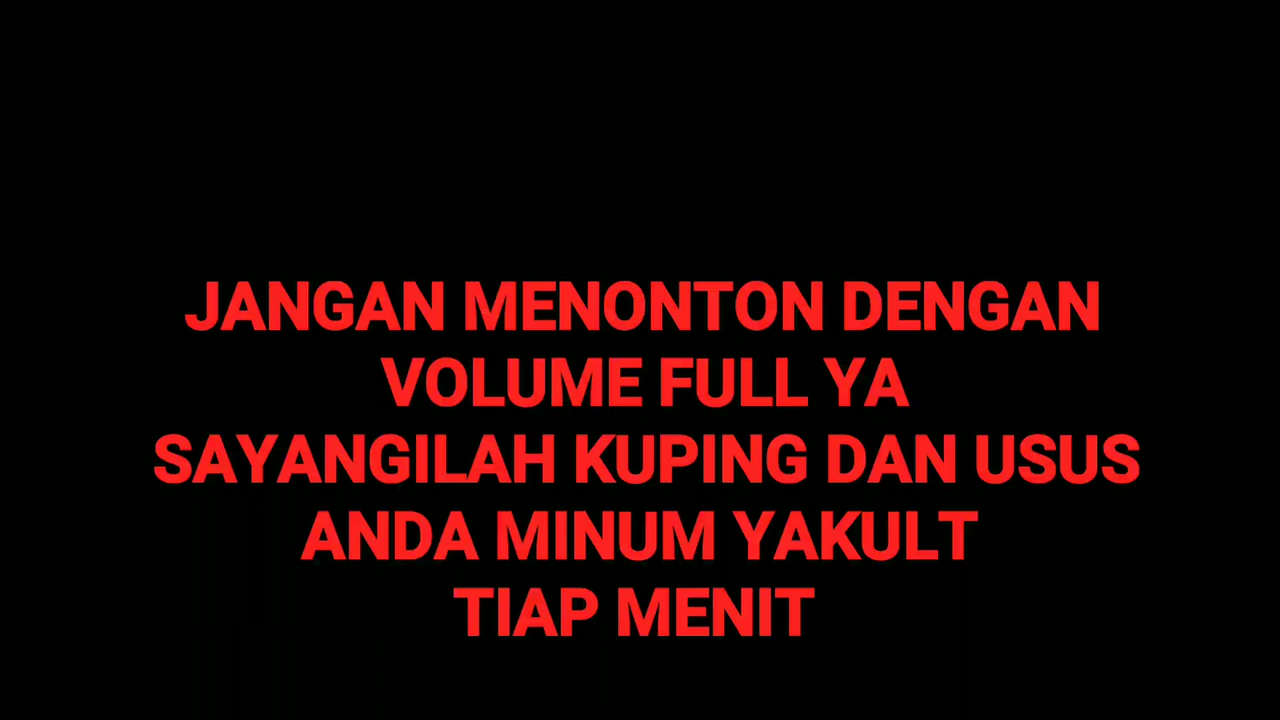 JANGAN MENONTON DENGAN
VOLUME FULL YA
SAYANGILAH KUPING DAN USUS
ANDA MINUM YAKULT
TIAP MENIT